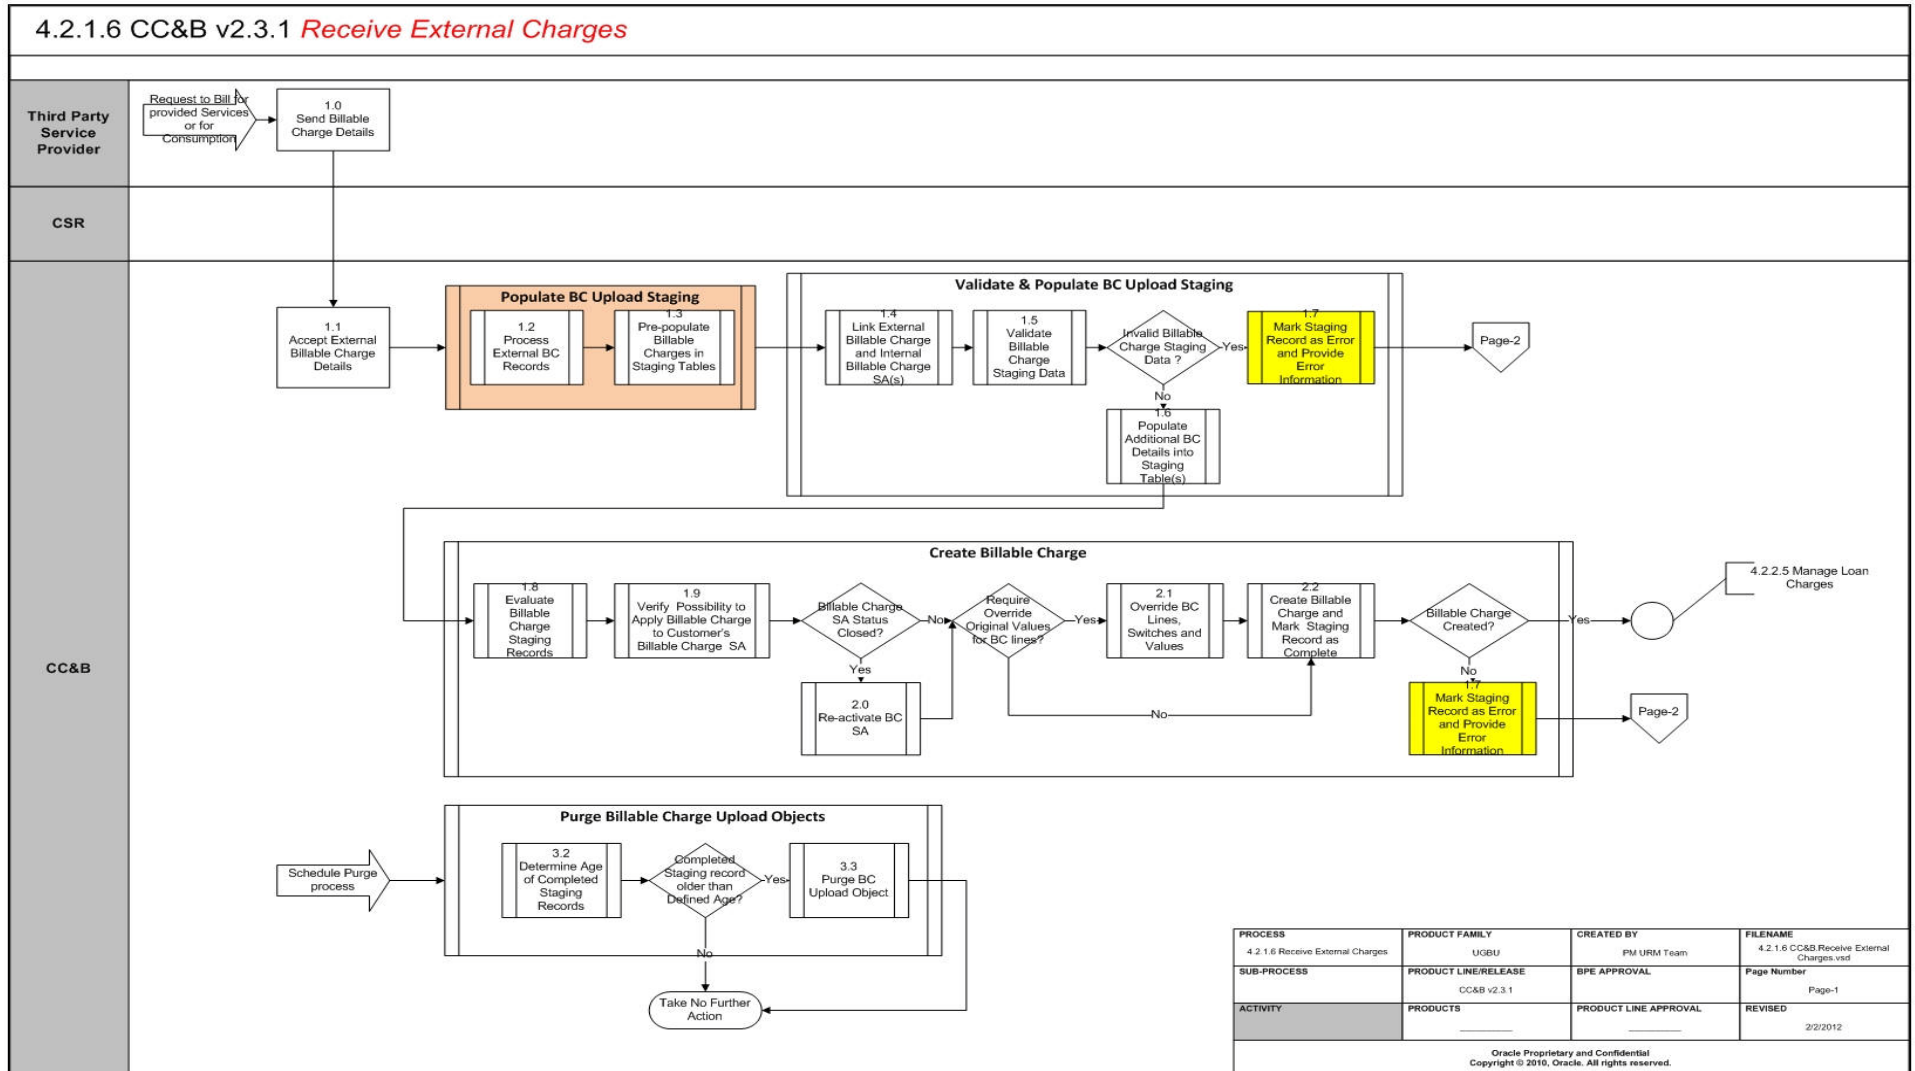 4.2.1.6 CC&B v2.3.1 Receive External Charges
Third Party
Service
Provider
Request to Bill for
provided Services
or for
Consumption
1.0
Send Billable
Charge Details
CSR
CC&B
1.1
Accept External
Billable Charge
Details
Populate BC Upload Staging
1.2
Process
External BC
Records
1.3
Pre-populate
Billable
Charges in
Staging Tables
Validate & Populate BC Upload Staging
1.4
Link External
Billable Charge
and Internal
Billable Charge
SA(s)
1.5
Validate
Billable
Charge
Staging Data
Invalid Billable
Charge Staging
Data ?
Yes
1.7
Mark Staging
Record as Error
and Provide
Error
Information
Page-2
No
1.6
Populate
Additional BC
Details into
Staging
Table(s)
Create Billable Charge
1.8
Evaluate
Billable
Charge
Staging
Records
1.9
Verify Possibility to
Apply Billable Charge
to Customer's
Billable Charge SA
Billable Charge
SA Status
Closed?
No
Yes
2.0
Re-activate BC
SA
Require
Override
Original Values
for BC lines?
Yes
No
2.1
Override BC
Lines,
Switches and
Values
2.2
Create Billable
Charge and
Mark Staging
Record as
Complete
Billable Charge
Created?
Yes
4.2.2.5 Manage Loan
Charges
No
1.7
Mark Staging
Record as Error
and Provide
Error
Information
Page-2
Purge Billable Charge Upload Objects
Schedule Purge
process
3.2
Determine Age
of Completed
Staging
Records
Completed
Staging record
older than
Defined Age?
Yes
3.3
Purge BC
Upload Object
No
Take No Further
Action
PROCESS
4.2.1.6 Receive External Charges
PRODUCT FAMILY
UGBU
CREATED BY
PM URM Team
FILENAME
4.2.1.6 CC&B.Receive External
Charges.vsd
SUB-PROCESS
PRODUCT LINE/RELEASE
CC&B v2.3.1
BPE APPROVAL
Page Number
Page-1
ACTIVITY
PRODUCTS
PRODUCT LINE APPROVAL
REVISED
2/2/2012
Oracle Proprietary and Confidential
Copyright © 2010, Oracle. All rights reserved.